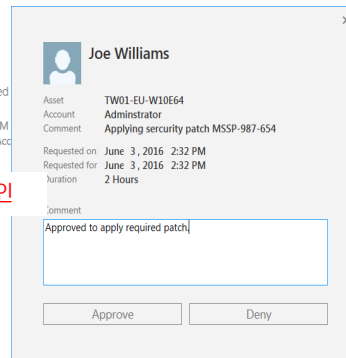 Joe Williams
Asset TW01-EU-W10E64
Account Adminstrator
Comment Applying sercurity patch MSSP-987-654
Requested on June 3, 2016 2:32 PM
Requested for June 3, 2016 2:32 PM
Duration 2 Hours
Comment
Approved to apply required patch.
Approve Deny